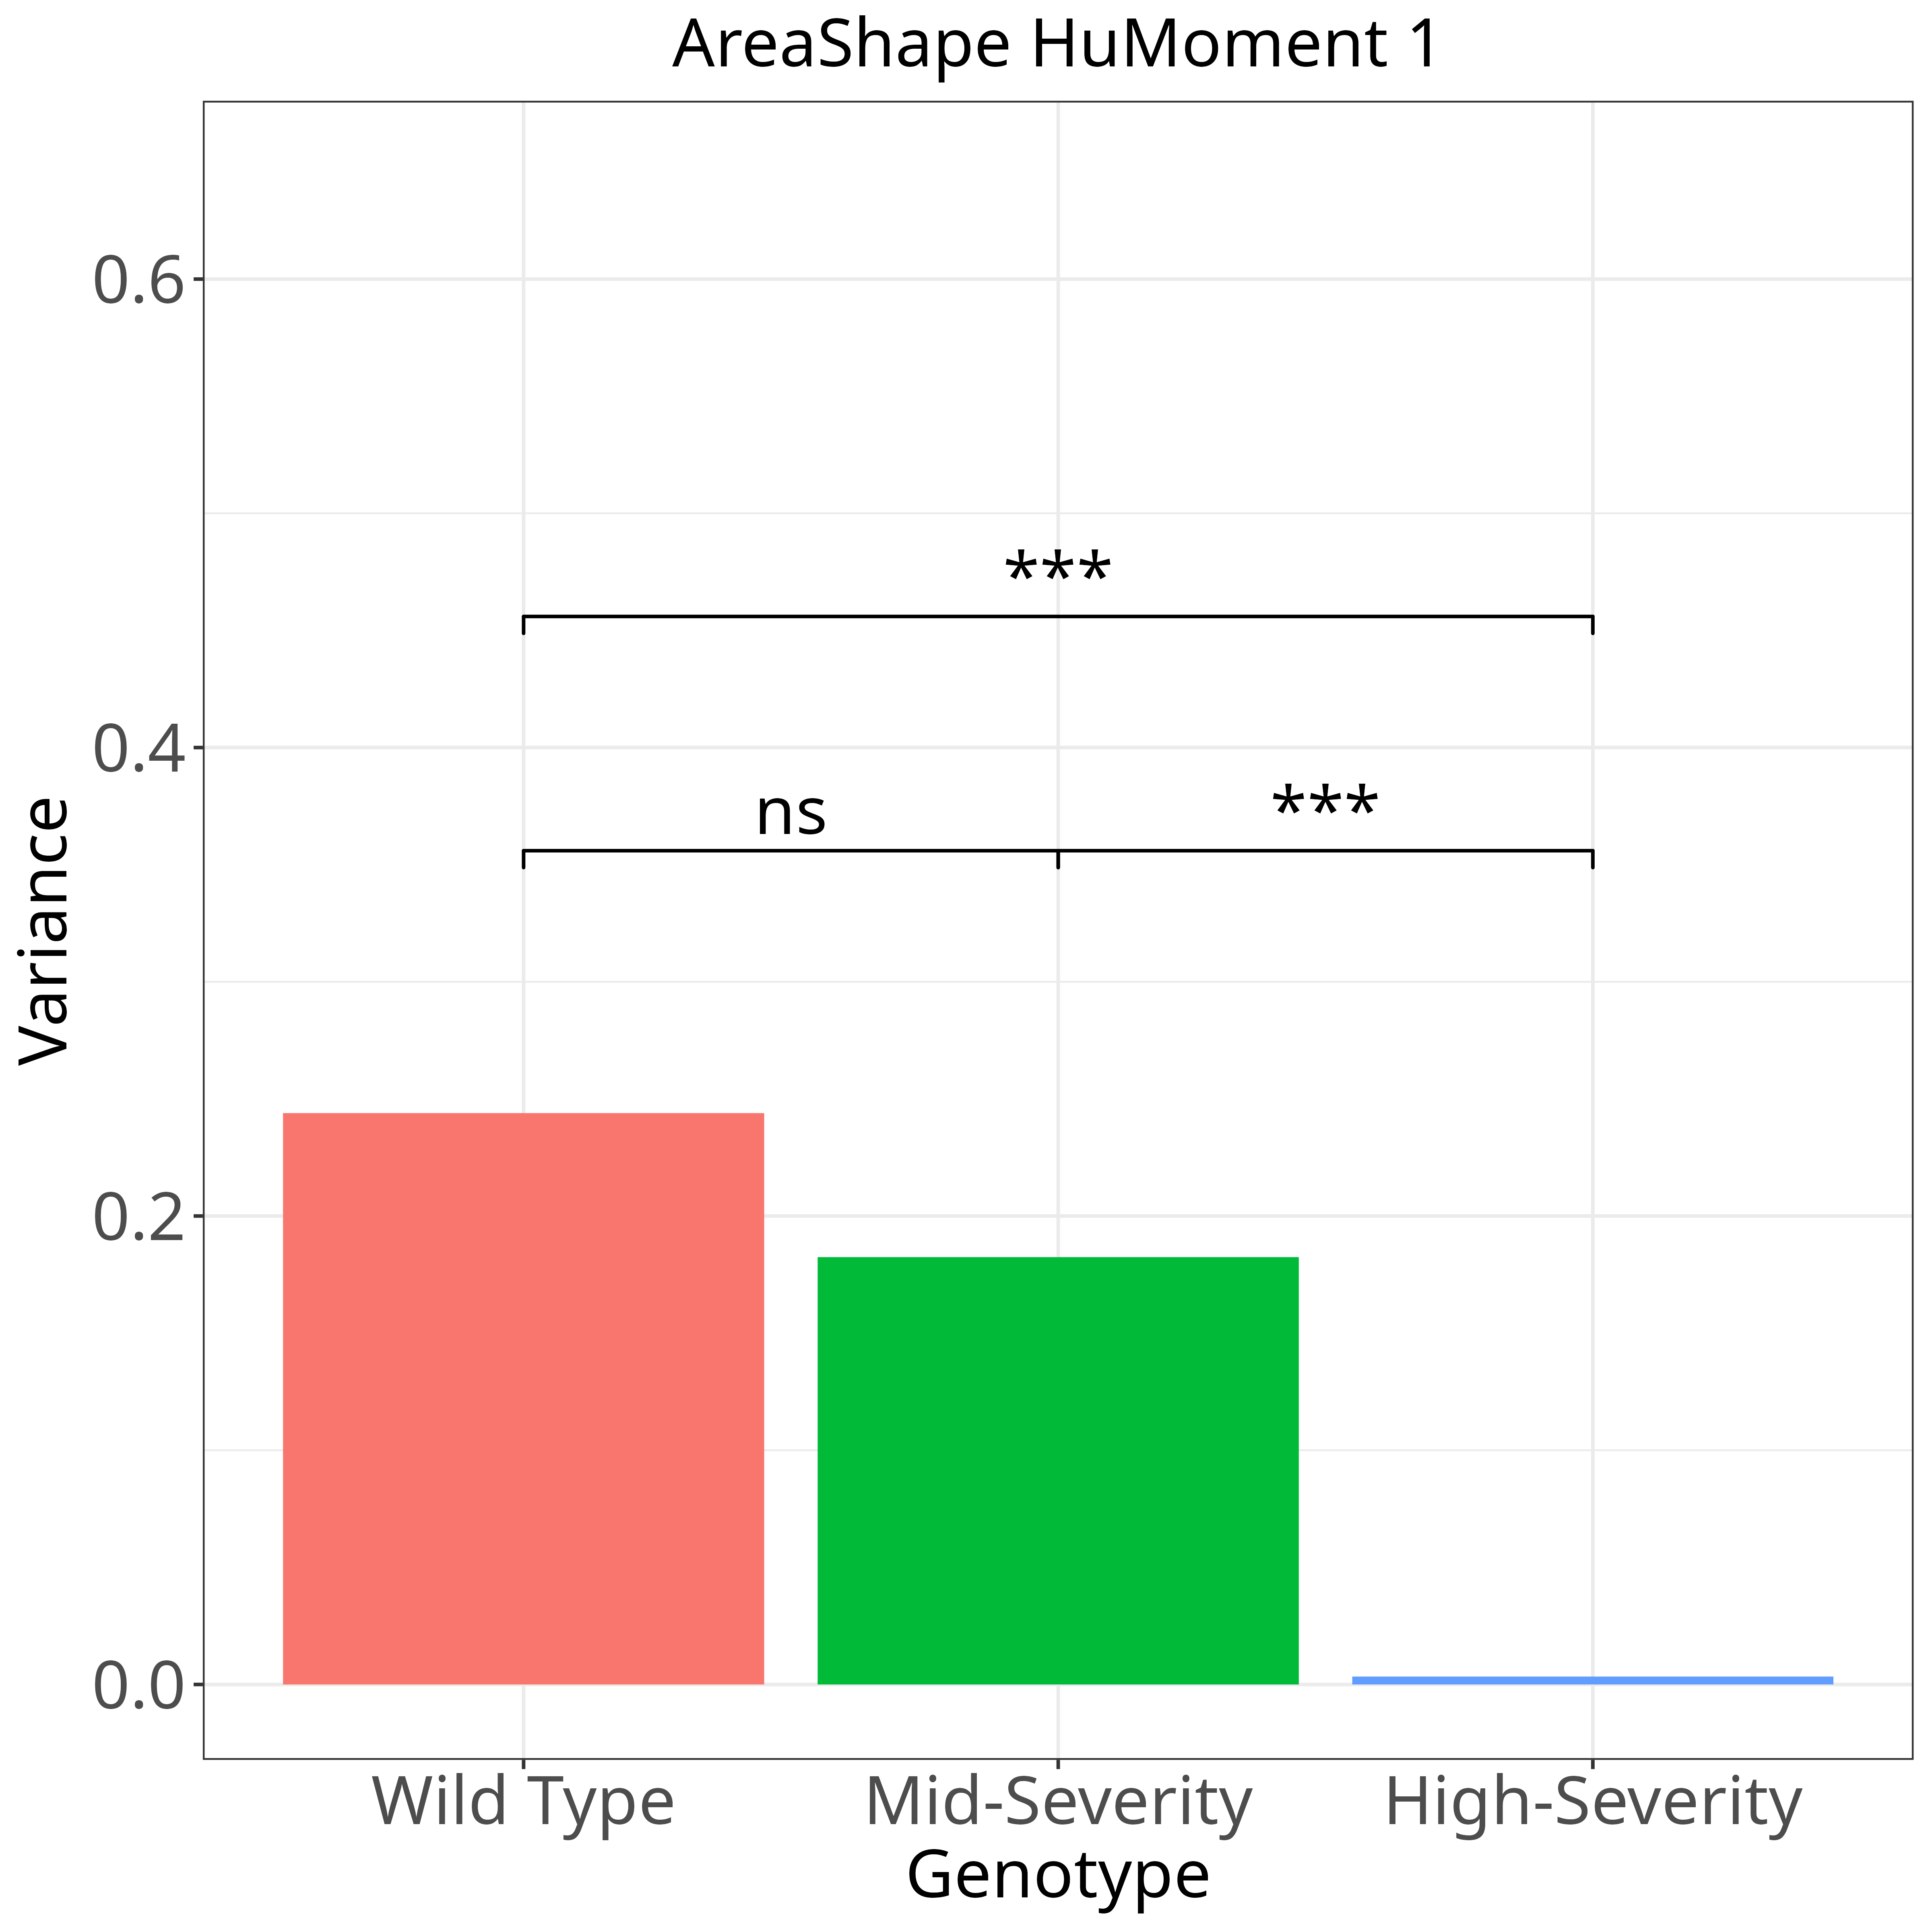 AreaShape HuMoment 1
Variance
0.6
0.4
0.2
0.0
***
ns ***
Wild Type Mid-Severity High-Severity
Genotype